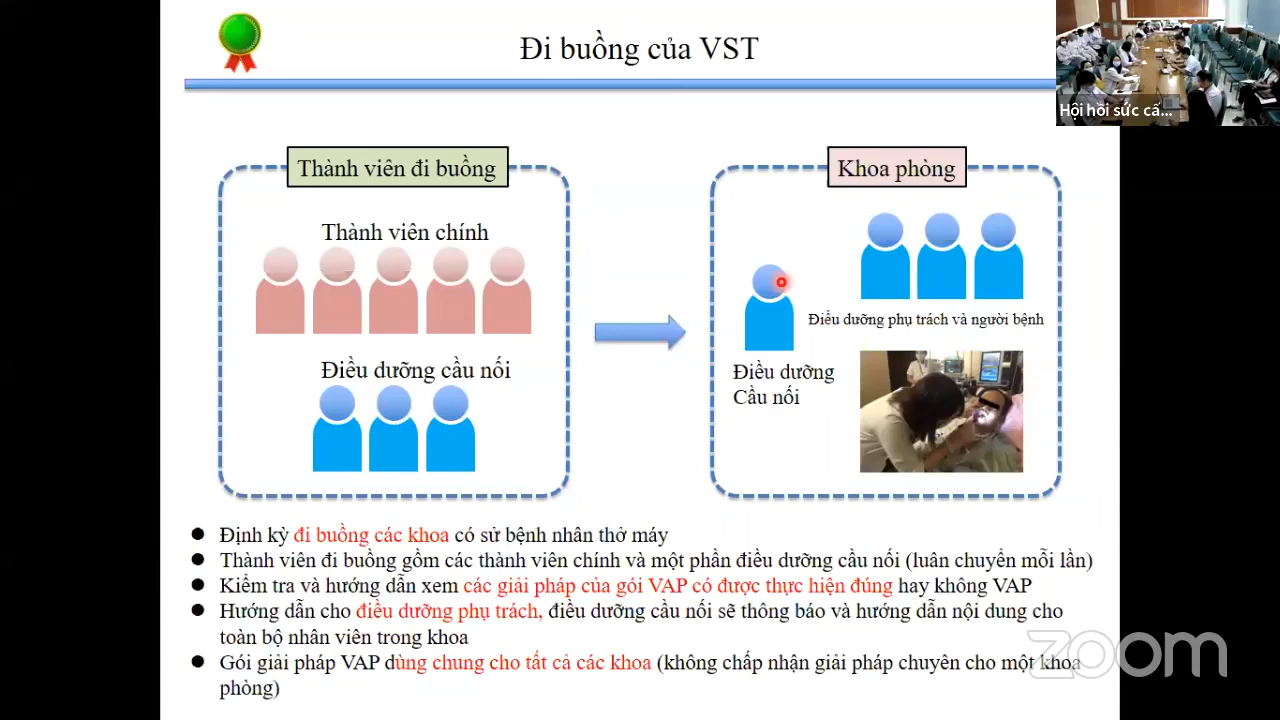 Đi buồng của VST
Hội hồi sức cấ...
Thành viên đi buồng
Khoa phòng
Thành viên chính
Điều dưỡng phụ trách và người bệnh
Điều dưỡng cầu nối
Điều dưỡng
Cầu nối
Định kỳ đi buồng các khoa có sử bệnh nhân thở máy
Thành viên đi buồng gồm các thành viên chính và một phần điều dưỡng cầu nối (luân chuyển mỗi lần)
Kiểm tra và hướng dẫn xem các giải pháp của gói VAP có được thực hiện đúng hay không VAP
Hướng dẫn cho điều dưỡng phụ trách, điều dưỡng cầu nối sẽ thông báo và hướng dẫn nội dung cho
toàn bộ nhân viên trong khoa
Gói giải pháp VAP dùng chung cho tất cả các khoa (không chấp nhận giải pháp chuyên cho một khoa
phòng)
zoom